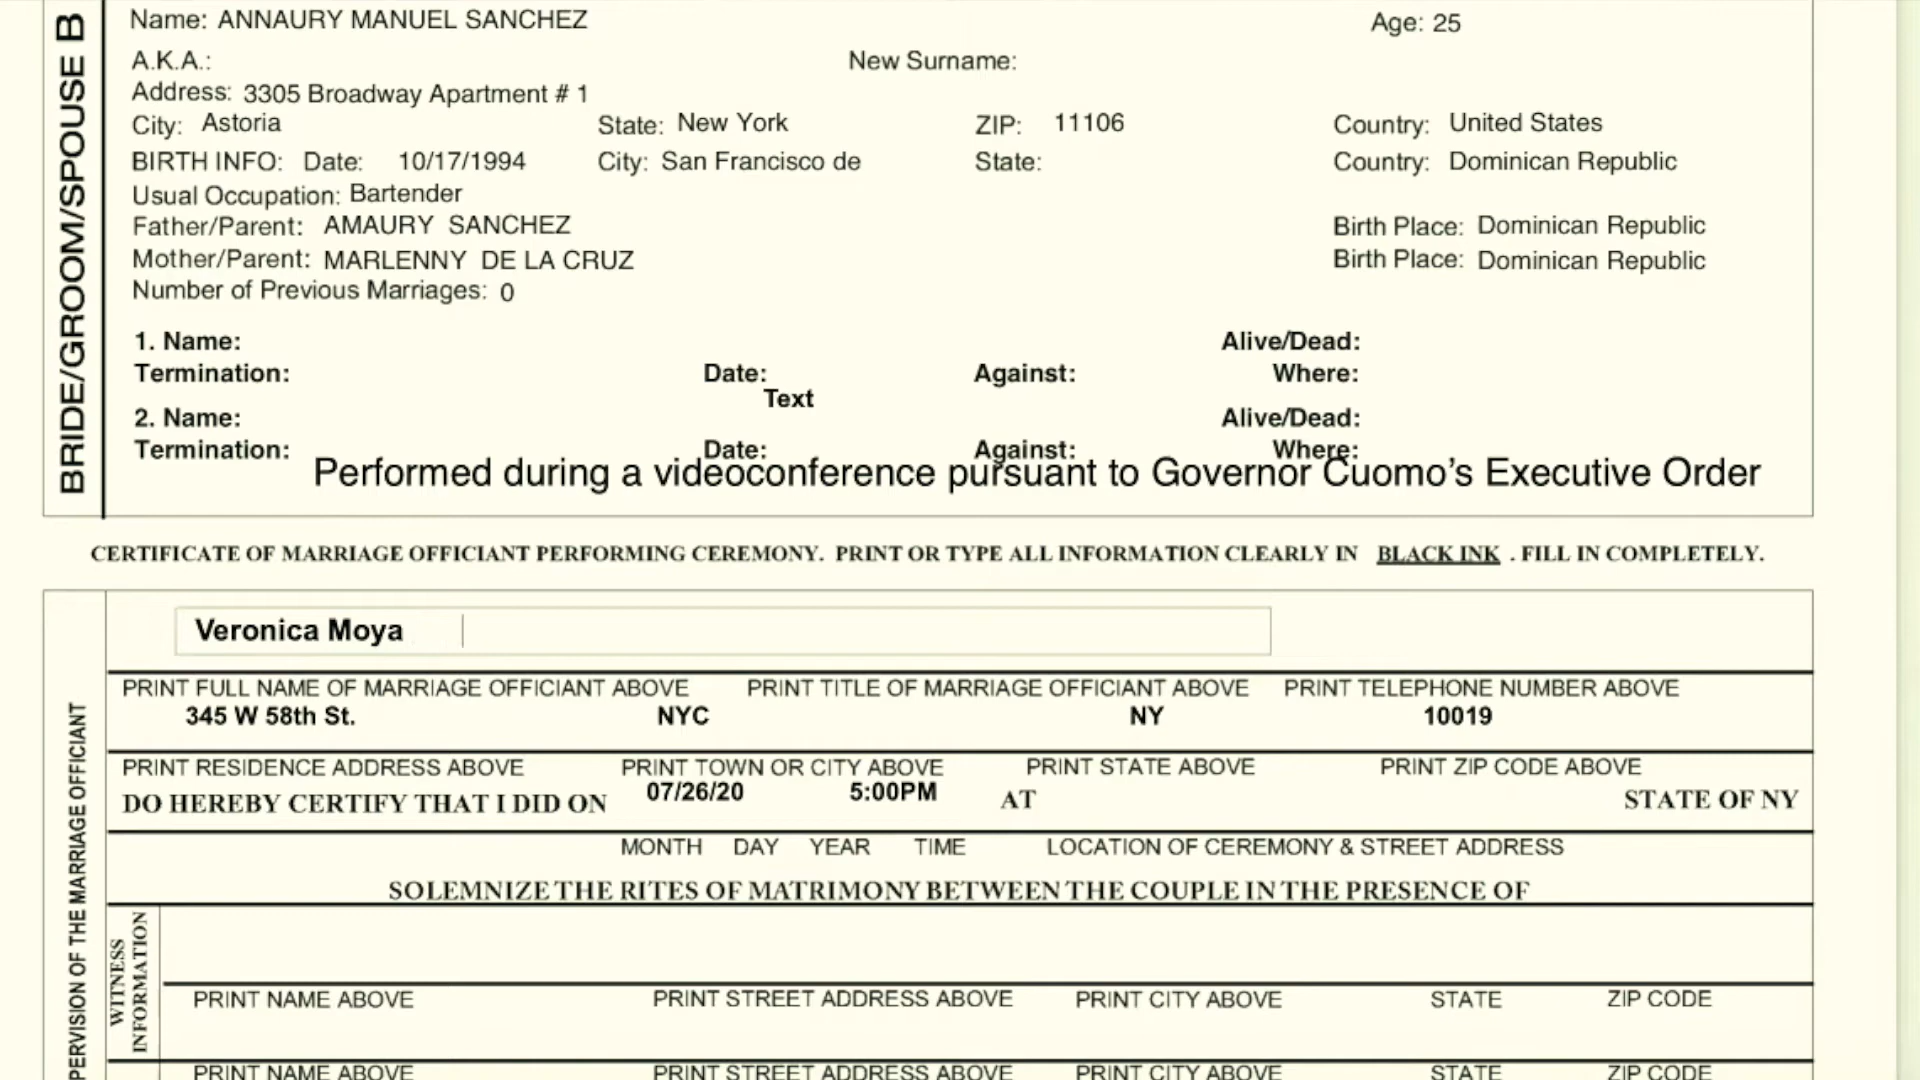 BRIDE/GROOM/SPOUSE B
Name: ANNAURY MANUEL SANCHEZ Age: 25
A.K.A.: New Surname:
Address: 3305 Broadway Apartment # 1
City: Astoria State: New York ZIP: 11106 Country: United States
BIRTH INFO: Date: 10/17/1994 City: San Francisco de State: Country: Dominican Republic
Usual Occupation: Bartender
Father/Parent: AMAURY SANCHEZ Birth Place: Dominican Republic
Mother/Parent: MARLENNY DE LA CRUZ Birth Place: Dominican Republic
Number of Previous Marriages: 0
1. Name: Alive/Dead:
Termination: Date: Against: Where:
Text
2. Name: Alive/Dead:
Termination: Date: Against: Where:
Performed during a videoconference pursuant to Governor Cuomo's Executive Order
CERTIFICATE OF MARRIAGE OFFICIANT PERFORMING CEREMONY. PRINT OR TYPE ALL INFORMATION CLEARLY IN BLACK INK . FILL IN COMPLETELY.
PERVISION OF THE MARRIAGE OFFICIANT
Veronica Moya
PRINT FULL NAME OF MARRIAGE OFFICIANT ABOVE PRINT TITLE OF MARRIAGE OFFICIANT ABOVE PRINT TELEPHONE NUMBER ABOVE
345 W 58th St. NYC NY 10019
PRINT RESIDENCE ADDRESS ABOVE PRINT TOWN OR CITY ABOVE PRINT STATE ABOVE PRINT ZIP CODE ABOVE
DO HEREBY CERTIFY THAT I DID ON 07/26/20 5:00PM AT STATE OF NY
MONTH DAY YEAR TIME LOCATION OF CEREMONY & STREET ADDRESS
SOLEMNIZE THE RITES OF MATRIMONY BETWEEN THE COUPLE IN THE PRESENCE OF
WITNESS
INFORMATION
PRINT NAME ABOVE PRINT STREET ADDRESS ABOVE PRINT CITY ABOVE STATE ZIP CODE
PRINT NAME ABOVE PRINT STREET ADDRESS ABOVE PRINT CITY ABOVE STATE ZIP CODE